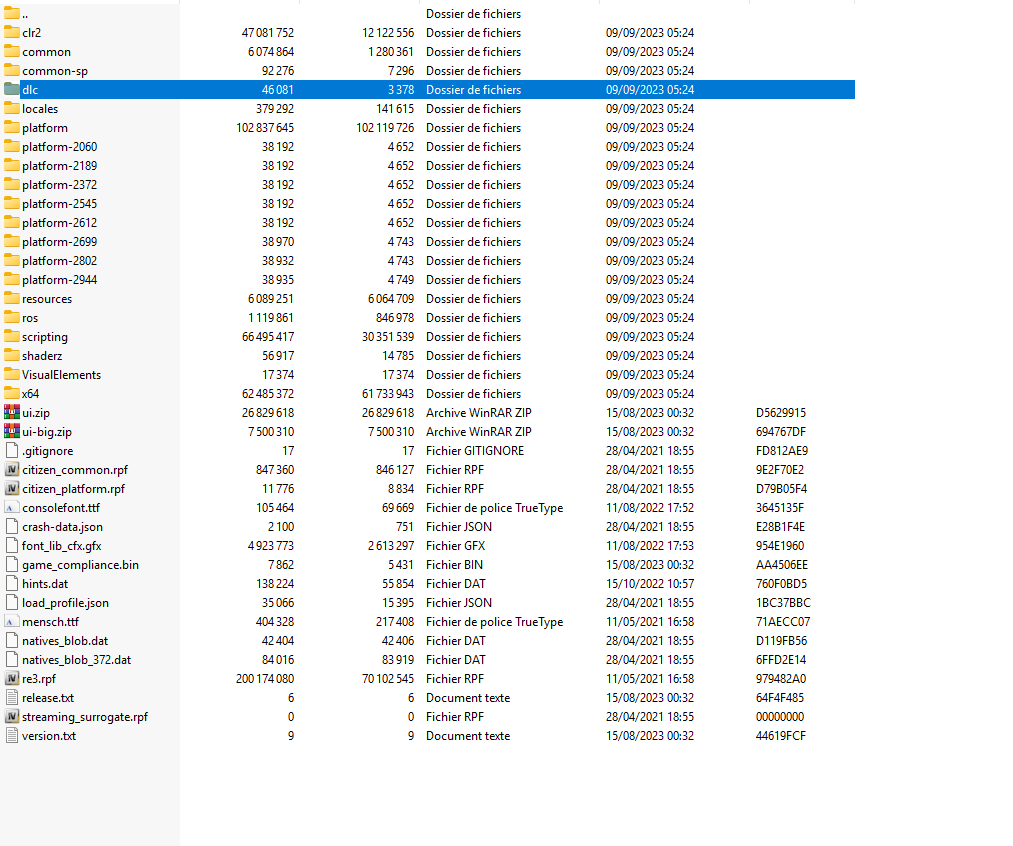 .. Dossier de fichiers
clr2 47 081 752 12 122 556 Dossier de fichiers 09/09/2023 05:24
common 6 074 864 1 280 361 Dossier de fichiers 09/09/2023 05:24
common-sp 92 276 7 296 Dossier de fichiers 09/09/2023 05:24
dlc 46 081 3 378 Dossier de fichiers 09/09/2023 05:24
locales 379 292 141 615 Dossier de fichiers 09/09/2023 05:24
platform 102 837 645 102 119 726 Dossier de fichiers 09/09/2023 05:24
platform-2060 38 192 4 652 Dossier de fichiers 09/09/2023 05:24
platform-2189 38 192 4 652 Dossier de fichiers 09/09/2023 05:24
platform-2372 38 192 4 652 Dossier de fichiers 09/09/2023 05:24
platform-2545 38 192 4 652 Dossier de fichiers 09/09/2023 05:24
platform-2612 38 192 4 652 Dossier de fichiers 09/09/2023 05:24
platform-2699 38 970 4 743 Dossier de fichiers 09/09/2023 05:24
platform-2802 38 932 4 743 Dossier de fichiers 09/09/2023 05:24
platform-2944 38 935 4 749 Dossier de fichiers 09/09/2023 05:24
resources 6 089 251 6 064 709 Dossier de fichiers 09/09/2023 05:24
ros 1 119 861 846 978 Dossier de fichiers 09/09/2023 05:24
scripting 66 495 417 30 351 539 Dossier de fichiers 09/09/2023 05:24
shaderz 56 917 14 785 Dossier de fichiers 09/09/2023 05:24
VisualElements 17 374 17 374 Dossier de fichiers 09/09/2023 05:24
x64 62 485 372 61 733 943 Dossier de fichiers 09/09/2023 05:24
ui.zip 26 829 618 26 829 618 Archive WinRAR ZIP 15/08/2023 00:32 D5629915
ui-big.zip 7 500 310 7 500 310 Archive WinRAR ZIP 15/08/2023 00:32 694767DF
.gitignore 17 17 Fichier GITIGNORE 28/04/2021 18:55 FD812AE9
citizen_common.rpf 847 360 846 127 Fichier RPF 28/04/2021 18:55 9E2F70E2
citizen_platform.rpf 11 776 8 834 Fichier RPF 28/04/2021 18:55 D79B05F4
consolefont.ttf 105 464 69 669 Fichier de police TrueType 11/08/2022 17:52 3645135F
crash-data.json 2 100 751 Fichier JSON 28/04/2021 18:55 E28B1F4E
font_lib_cfx.gfx 4 923 773 2 613 297 Fichier GFX 11/08/2022 17:53 954E1960
game_compliance.bin 7 862 5 431 Fichier BIN 15/08/2023 00:32 AA4506EE
hints.dat 138 224 55 854 Fichier DAT 15/10/2022 10:57 760F0BD5
load_profile.json 35 066 15 395 Fichier JSON 28/04/2021 18:55 1BC37BBC
mensch.ttf 404 328 217 408 Fichier de police TrueType 11/05/2021 16:58 71AECC07
natives_blob.dat 42 404 42 406 Fichier DAT 28/04/2021 18:55 D119FB56
natives_blob_372.dat 84 016 83 919 Fichier DAT 28/04/2021 18:55 6FFD2E14
re3.rpf 200 174 080 70 102 545 Fichier RPF 11/05/2021 16:58 979482A0
release.txt 6 6 Document texte 15/08/2023 00:32 64F4F485
streaming_surrogate.rpf 0 0 Fichier RPF 28/04/2021 18:55 00000000
version.txt 9 9 Document texte 15/08/2023 00:32 44619FCF